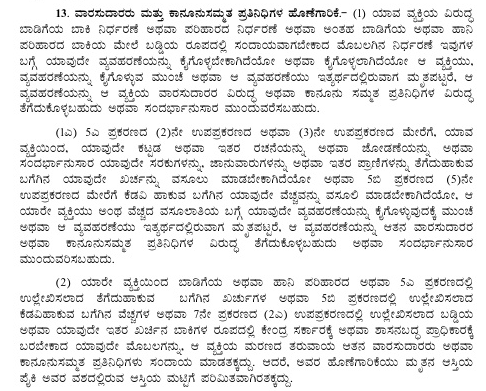 13. ವಾರಸುದಾರರು ಮತ್ತು ಕಾನೂನುಸಮ್ಮತ ಪ್ರತಿನಿಧಿಗಳ ಹೊಣೆಗಾರಿಕೆ.– (1) ಯಾವ ವ್ಯಕ್ತಿಯ ವಿರುದ್ಧ
ಬಾಡಿಗೆಯ ಬಾಕಿ ನಿರ್ಧರಣೆ ಅಥವಾ ಪರಿಹಾರದ ನಿರ್ಧರಣೆ ಅಥವಾ ಅಂತಹ ಬಾಡಿಗೆಯ ಅಥವಾ ಹಾನಿ
ಪರಿಹಾರದ ಬಾಕಿಯ ಮೇಲೆ ಬಡ್ಡಿಯ ರೂಪದಲ್ಲಿ ಸಂದಾಯವಾಗಬೇಕಾದ ಮೊಬಲಗಿನ ನಿರ್ಧರಣೆ ಇವುಗಳ
ಬಗ್ಗೆ ಯಾವುದೇ ವ್ಯವಹರಣೆಯನ್ನು ಕೈಗೊಳ್ಳಬೇಕಾಗಿದೆಯೋ ಅಥವಾ ಕೈಗೊಳ್ಳಲಾಗಿದೆಯೋ ಆ ವ್ಯಕ್ತಿಯು,
ವ್ಯವಹರಣೆಯನ್ನು ಕೈಗೊಳ್ಳುವ ಮುಂಚೆ ಅಥವಾ ಆ ವ್ಯವಹರಣೆಯು ಇತ್ಯರ್ಥದಲ್ಲಿರುವಾಗ ಮೃತಪಟ್ಟರೆ, ಆ
ವ್ಯವಹರಣೆಯನ್ನು ಆ ವ್ಯಕ್ತಿಯ ವಾರಸುದಾರರ ವಿರುದ್ಧ ಅಥವಾ ಕಾನೂನು ಸಮ್ಮತ ಪ್ರತಿನಿಧಿಗಳ ವಿರುದ್ಧ
ತೆಗೆದುಕೊಳ್ಳಬಹುದು ಅಥವಾ ಸಂದರ್ಭಾನುಸಾರ ಮುಂದುವರೆಸಬಹುದು.
(1ಎ) 5ಎ ಪ್ರಕರಣದ (2)ನೇ ಉಪಪ್ರಕರಣದ ಅಥವಾ (3)ನೇ ಉಪಪ್ರಕರಣದ ಮೇರೆಗೆ, ಯಾವ
ವ್ಯಕ್ತಿಯಿಂದ, ಯಾವುದೇ ಕಟ್ಟಡ ಅಥವಾ ಇತರ ರಚನೆಯನ್ನು ಅಥವಾ ಜೋಡಣೆಯನ್ನು ಅಥವಾ
ಸಂದರ್ಭಾನುಸಾರ ಯಾವುದೇ ಸರಕುಗಳನ್ನು, ಜಾನುವಾರುಗಳನ್ನು ಅಥವಾ ಇತರ ಪ್ರಾಣಿಗಳನ್ನು ತೆಗೆದುಹಾಕುವ
ಬಗೆಗಿನ ಯಾವುದೇ ಖರ್ಚನ್ನು ವಸೂಲು ಮಾಡಬೇಕಾಗಿದೆಯೋ ಅಥವಾ 5ಬಿ ಪ್ರಕರಣದ (5)ನೇ
ಉಪಪ್ರಕರಣದ ಮೇರೆಗೆ ಕೆಡವಿ ಹಾಕುವ ಬಗೆಗಿನ ಯಾವುದೇ ವೆಚ್ಚವನ್ನು ವಸೂಲಿ ಮಾಡಬೇಕಾಗಿದೆಯೋ, ಆ
ಯಾರೇ ವ್ಯಕ್ತಿಯು ಅಂಥ ವೆಚ್ಚದ ವಸೂಲಾತಿಯ ಬಗ್ಗೆ ಯಾವುದೇ ವ್ಯವಹರಣೆಯನ್ನು ಕೈಗೊಳ್ಳುವುದಕ್ಕೆ ಮುಂಚೆ
ಅಥವಾ ಆ ವ್ಯವಹರಣೆಯು ಇತ್ಯರ್ಥದಲ್ಲಿರುವಾಗ ಮೃತಪಟ್ಟರೆ, ಆ ವ್ಯವಹರಣೆಯನ್ನು ಆತನ ವಾರಸುದಾರರ
ಅಥವಾ ಕಾನೂನುಸಮ್ಮತ ಪ್ರತಿನಿಧಿಗಳ ವಿರುದ್ಧ ತೆಗೆದುಕೊಳ್ಳಬಹುದು ಅಥವಾ ಸಂದರ್ಭಾನುಸಾರ
ಮುಂದುವರಿಸಬಹುದು.
(2) ಯಾರೇ ವ್ಯಕ್ತಿಯಿಂದ ಬಾಡಿಗೆಯ ಅಥವಾ ಹಾನಿ ಪರಿಹಾರದ ಅಥವಾ 5ಎ ಪ್ರಕರಣದಲ್ಲಿ
ಉಲ್ಲೇಖಿಸಲಾದ ತೆಗೆದುಹಾಕುವ ಬಗೆಗಿನ ಖರ್ಚುಗಳ ಅಥವಾ 5ಬಿ ಪ್ರಕರಣದಲ್ಲಿ ಉಲ್ಲೇಖಿಸಲಾದ
ಕೆಡವಿಹಾಕುವ ಬಗೆಗಿನ ವೆಚ್ಚಗಳ ಅಥವಾ 7ನೇ ಪ್ರಕರಣದ (2ಎ) ಉಪಪ್ರಕರಣದಲ್ಲಿ ಉಲ್ಲೇಖಿಸಲಾದ ಬಡ್ಡಿಯ
ಅಥವಾ ಯಾವುದೇ ಇತರ ಖರ್ಚಿನ ಬಾಕಿಗಳ ರೂಪದಲ್ಲಿ ಕೇಂದ್ರ ಸರ್ಕಾರಕ್ಕೆ ಅಥವಾ ಶಾಸನಬದ್ಧ ಪ್ರಾಧಿಕಾರಕ್ಕೆ
ಬರಬೇಕಾದ ಯಾವುದೇ ಮೊಬಲಗನ್ನು, ಆ ವ್ಯಕ್ತಿಯ ಮರಣದ ತರುವಾಯ ಆತನ ವಾರಸುದಾರರು ಅಥವಾ
ಕಾನೂನುಸಮ್ಮತ ಪ್ರತಿನಿಧಿಗಳು ಸಂದಾಯ ಮಾಡತಕ್ಕದ್ದು. ಆದರೆ, ಅವರ ಹೊಣೆಗಾರಿಕೆಯು ಮೃತನ ಆಸ್ತಿಯ
ಪೈಕಿ ಅವರ ವಶದಲ್ಲಿರುವ ಆಸ್ತಿಯ ಮಟ್ಟಿಗೆ ಪರಿಮಿತವಾಗಿರತಕ್ಕದ್ದು.